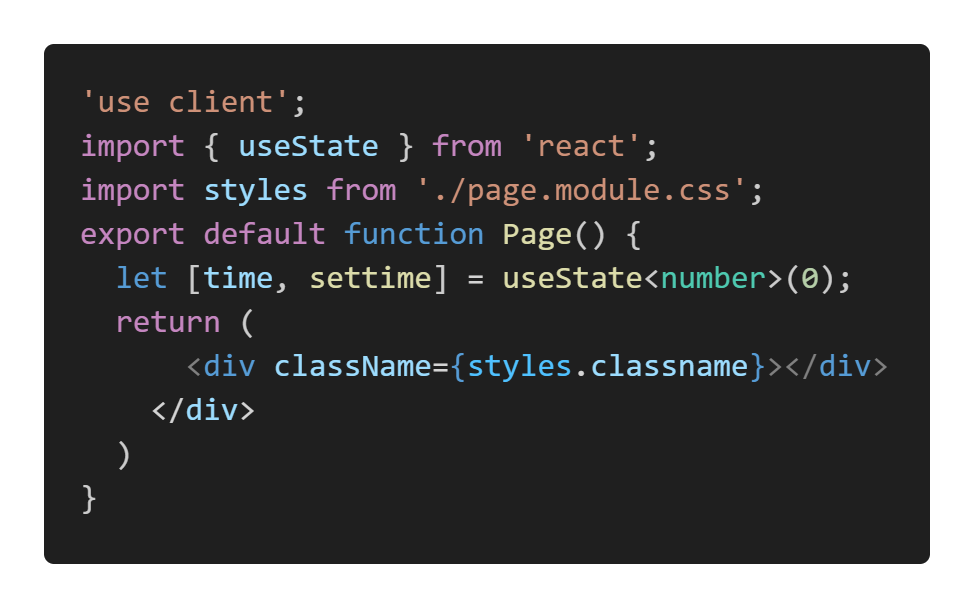 'use client';
import { useState } from 'react';
import styles from './page.module.css';
export default function Page() {
  let [time, settime] = useState<number>(0);
  return (
      <div className={styles.classname}></div>
    </div>
  )
}